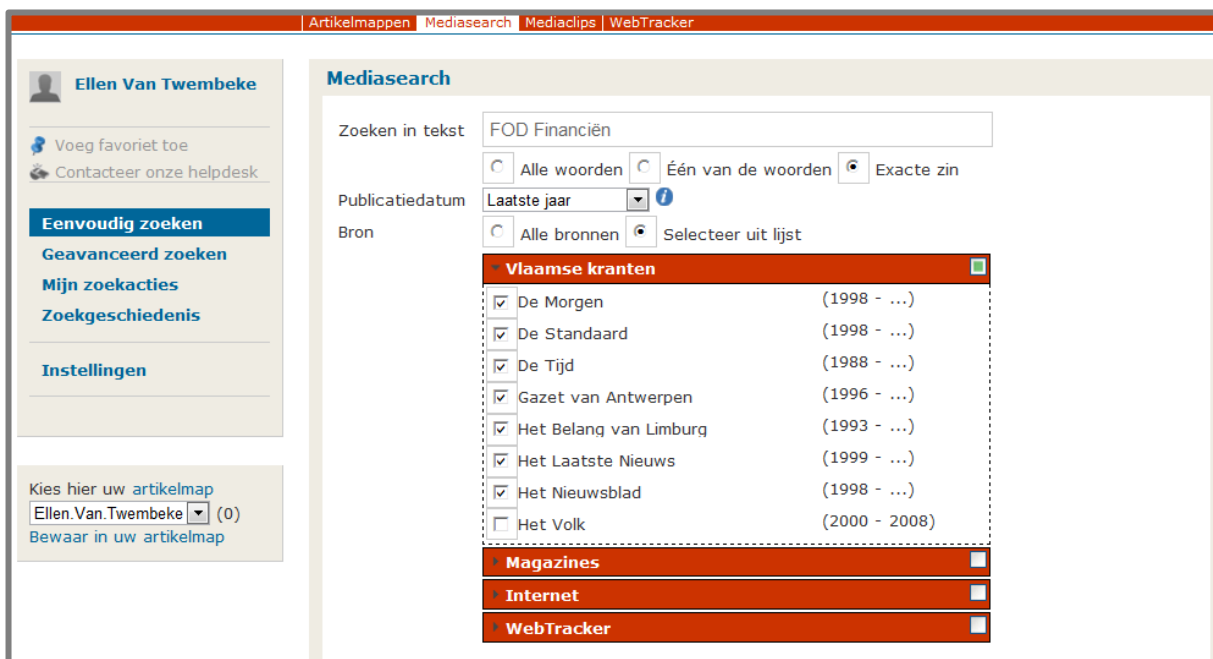 Artikelmappen Mediasearch Mediaclips WebTracker
Ellen Van Twembeke
Voeg favoriet toe
Contacteer onze helpdesk
Eenvoudig zoeken
Geavanceerd zoeken
Mijn zoekacties
Zoekgeschiedenis
Instellingen
Kies hier uw artikelmap
Ellen.Van.Twembeke (0)
Bewaar in uw artikelmap
Mediasearch
Zoeken in tekst FOD Financiën
Alle woorden Één van de woorden Exacte zin
Publicatiedatum Laatste jaar i
Bron Alle bronnen Selecteer uit lijst
Vlaamse kranten
De Morgen (1998 - ...)
De Standaard (1998 - ...)
De Tijd (1988 - ...)
Gazet van Antwerpen (1996 - ...)
Het Belang van Limburg (1993 - ...)
Het Laatste Nieuws (1999 - ...)
Het Nieuwsblad (1998 - ...)
Het Volk (2000 - 2008)
Magazines
Internet
WebTracker